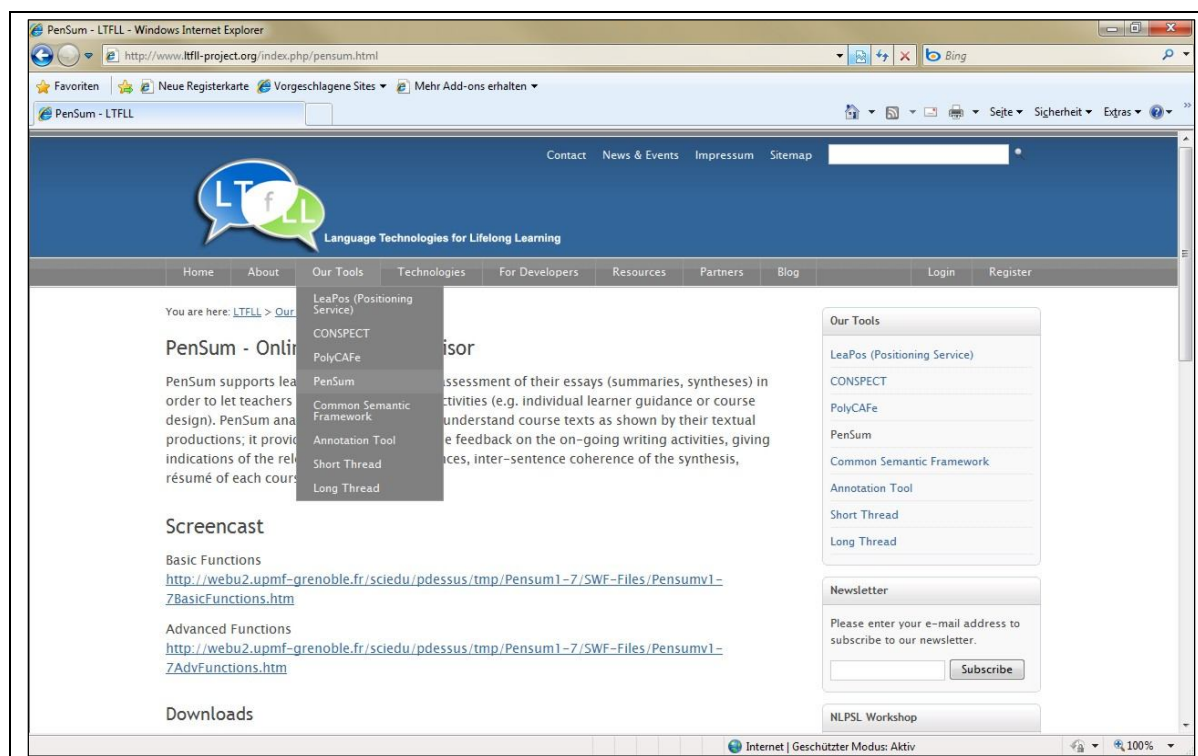 PenSum - LTFLL - Windows Internet Explorer
http://www.ltfll-project.org/index.php/pensum.html
Bing
Favoriten Neue Registerkarte Vorgeschlagene Sites Mehr Add-ons erhalten
PenSum - LTFLL
Seite Sicherheit Extras
Contact News & Events Impressum Sitemap
LTfLL
Language Technologies for Lifelong Learning
Home About Our Tools Technologies For Developers Resources Partners Blog Login Register
LeaPos (Positioning
Service)
CONSPECT
PolyCAFe
PenSum
Common Semantic
Framework
Annotation Tool
Short Thread
Long Thread
You are here: LTFLL > Our
PenSum - Onli isor
PenSum supports lea ssessment of their essays (summaries, syntheses) in
order to let teachers ctivities (e.g. individual learner guidance or course
design). PenSum ana understand course texts as shown by their textual
productions; it provid e feedback on the on-going writing activities, giving
indications of the rel nces, inter-sentence coherence of the synthesis,
résumé of each cours
Screencast
Basic Functions
http://webu2.upmf-grenoble.fr/sciedu/pdessus/tmp/Pensum1-7/SWF-Files/Pensumv1-
7BasicFunctions.htm
Advanced Functions
http://webu2.upmf-grenoble.fr/sciedu/pdessus/tmp/Pensum1-7/SWF-Files/Pensumv1-
7AdvFunctions.htm
Downloads
Our Tools
LeaPos (Positioning Service)
CONSPECT
PolyCAFe
PenSum
Common Semantic Framework
Annotation Tool
Short Thread
Long Thread
Newsletter
Please enter your e-mail address to
subscribe to our newsletter.
Subscribe
NLPSL Workshop
Internet | Geschützter Modus: Aktiv
100%